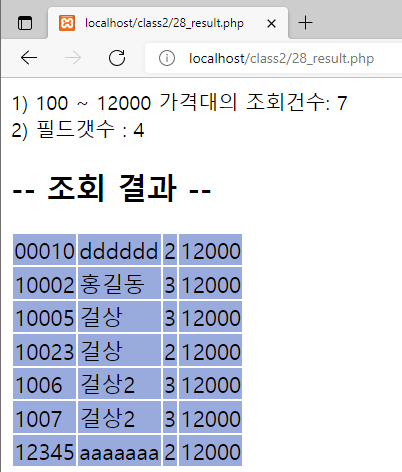 localhost/class2/28_result.php
localhost/class2/28_result.php
1) 100 ~ 12000 가격대의 조회건수: 7
2) 필드갯수 : 4
-- 조회 결과 --
00010 dddddd 2 12000
10002 홍길동 3 12000
10005 걸상 3 12000
10023 걸상 2 12000
1006 걸상2 3 12000
1007 걸상2 3 12000
12345 aaaaaaa 2 12000